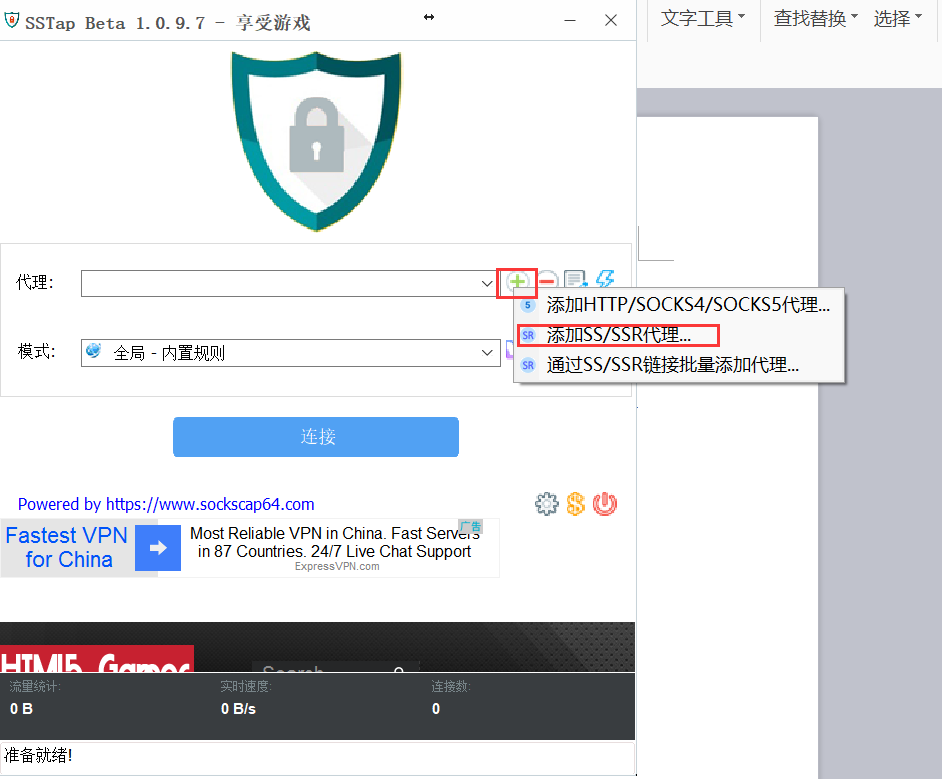 SSTap Beta 1.0.9.7 - 享受游戏
文字工具
查找替换
选择
代理:
5 添加HTTP/SOCKS4/SOCKS5代理...
SR 添加SS/SSR代理...
SR 通过SS/SSR链接批量添加代理...
模式:
全局 - 内置规则
连接
Powered by https://www.sockscap64.com
Fastest VPN
for China
Most Reliable VPN in China. Fast Servers
in 87 Countries. 24/7 Live Chat Support
ExpressVPN.com
广告
HTML5 Games
Search
流量统计:
实时速度:
连接数:
0 B
0 B/s
0
准备就绪!